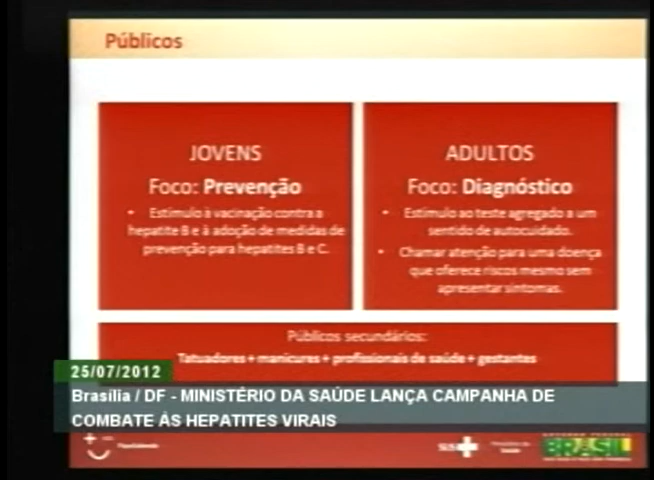 Públicos
JOVENS
Foco: Prevenção
• Estímulo à vacinação contra a
hepatite B e à adoção de medidas de
prevenção para hepatites B e C.
ADULTOS
Foco: Diagnóstico
• Estímulo ao teste agregado a um
sentido de autocuidado.
• Chamar atenção para uma doença
que oferece riscos mesmo sem
apresentar sintomas.
Públicos secundários:
Tatuadores + manicures + profissionais de saúde + gestantes
25/07/2012
Brasília / DF - MINISTÉRIO DA SAÚDE LANÇA CAMPANHA DE
COMBATE ÀS HEPATITES VIRAIS
SUS
Ministério da
Saúde
BRASIL